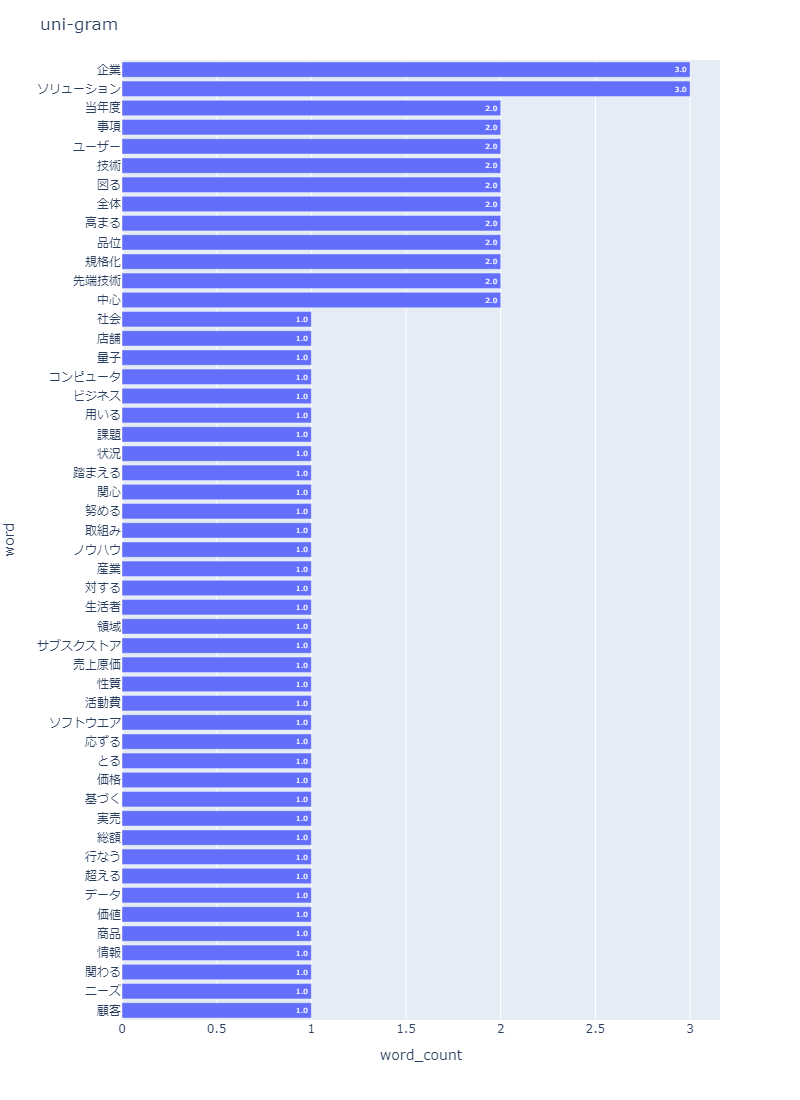 uni-gram
企業 3.0
ソリューション 3.0
当年度 2.0
事項 2.0
ユーザー 2.0
技術 2.0
図る 2.0
全体 2.0
高まる 2.0
品位 2.0
規格化 2.0
先端技術 2.0
中心 2.0
社会 1.0
店舗 1.0
量子 1.0
コンピュータ 1.0
ビジネス 1.0
用いる 1.0
課題 1.0
状況 1.0
踏まえる 1.0
関心 1.0
努める 1.0
取組み 1.0
ノウハウ 1.0
産業 1.0
対する 1.0
生活者 1.0
領域 1.0
サブスクストア 1.0
売上原価 1.0
性質 1.0
活動費 1.0
ソフトウエア 1.0
応ずる 1.0
とる 1.0
価格 1.0
基づく 1.0
実売 1.0
総額 1.0
行なう 1.0
超える 1.0
データ 1.0
価値 1.0
商品 1.0
情報 1.0
関わる 1.0
ニーズ 1.0
顧客 1.0
word
0 0.5 1 1.5 2 2.5 3
word_count